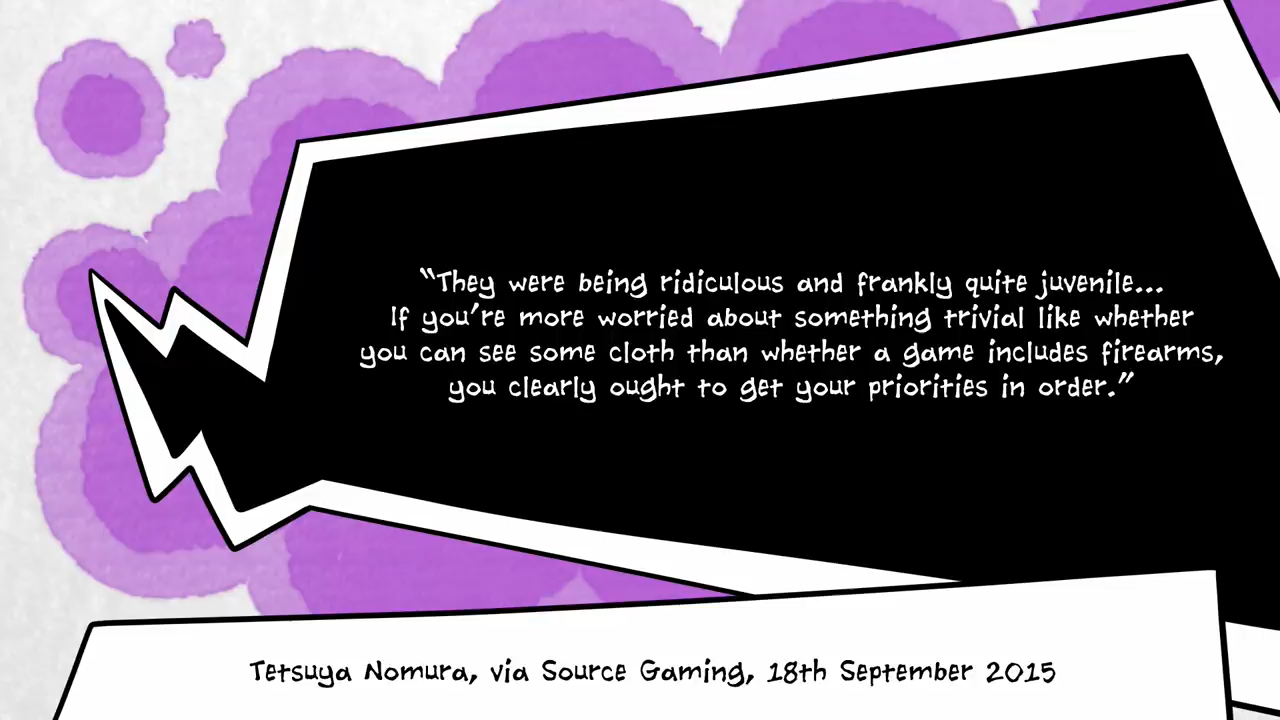 “They were being ridiculous and frankly quite juvenile...
If you’re more worried about something trivial like whether
you can see some cloth than whether a game includes firearms,
you clearly ought to get your priorities in order.”
Tetsuya Nomura, via Source Gaming, 18th September 2015